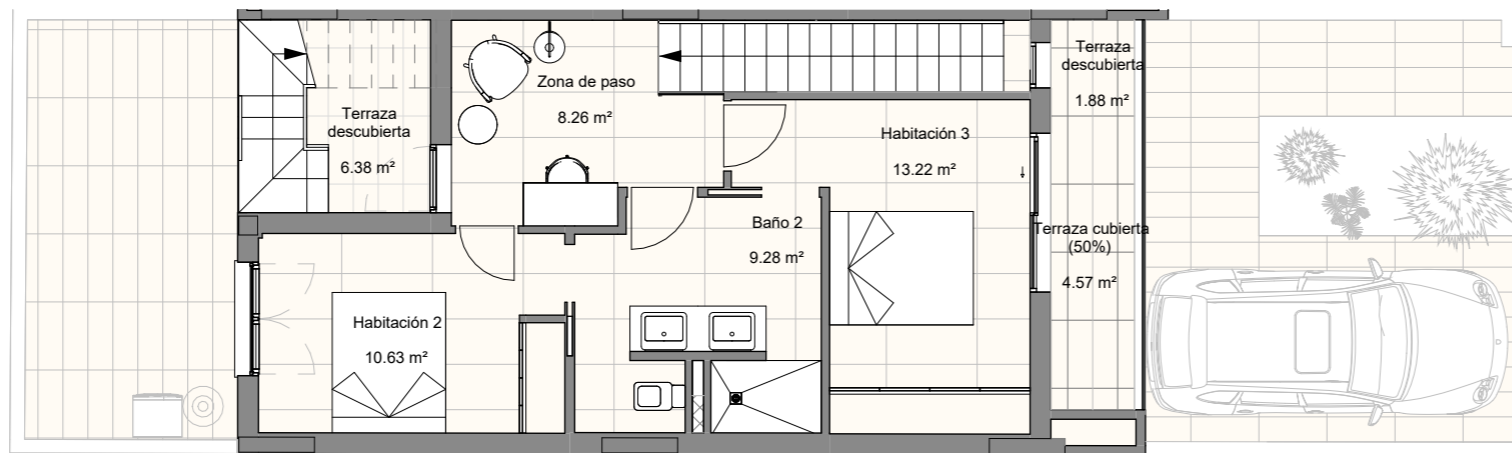 Terraza
descubierta
6.38 m²
Zona de paso
8.26 m²
Habitación 3
13.22 m²
Terraza
descubierta
1.88 m²
Baño 2
9.28 m²
Terraza cubierta
(50%)
4.57 m²
Habitación 2
10.63 m²